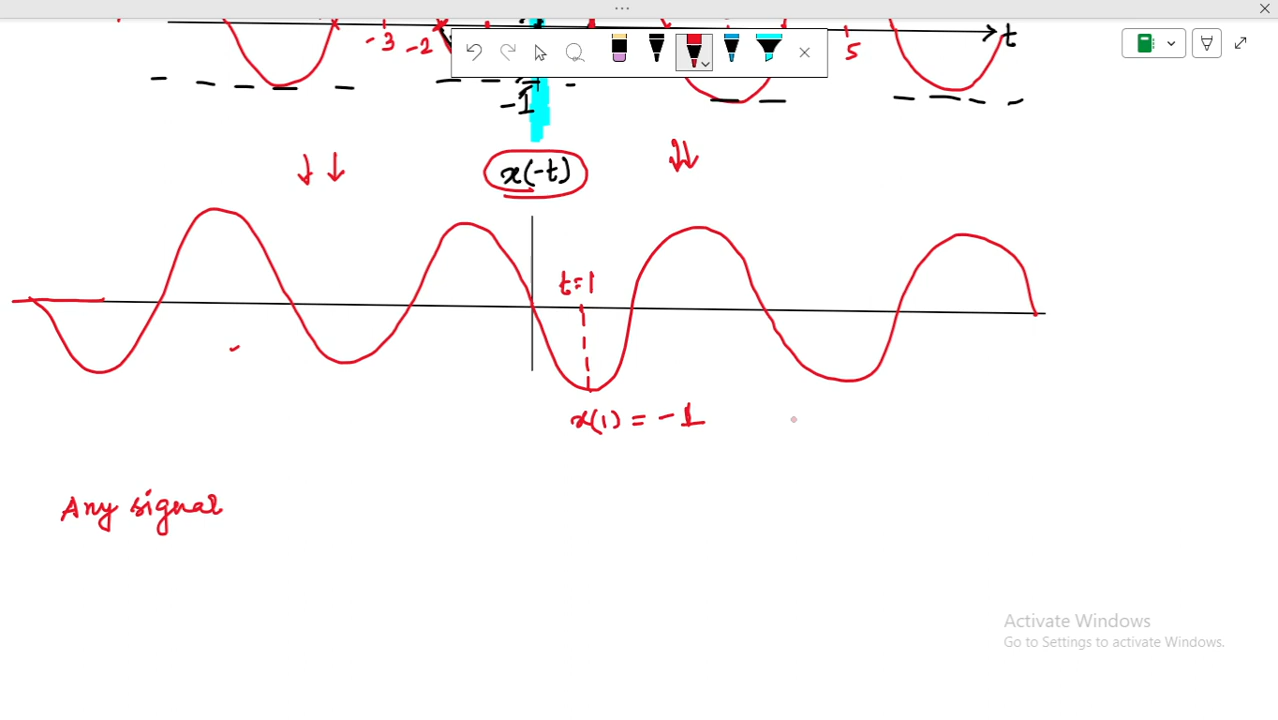 -3 -2 5 t
-1
x(-t)
t=1
x(1) = -1
Any signal
Activate Windows
Go to Settings to activate Windows.